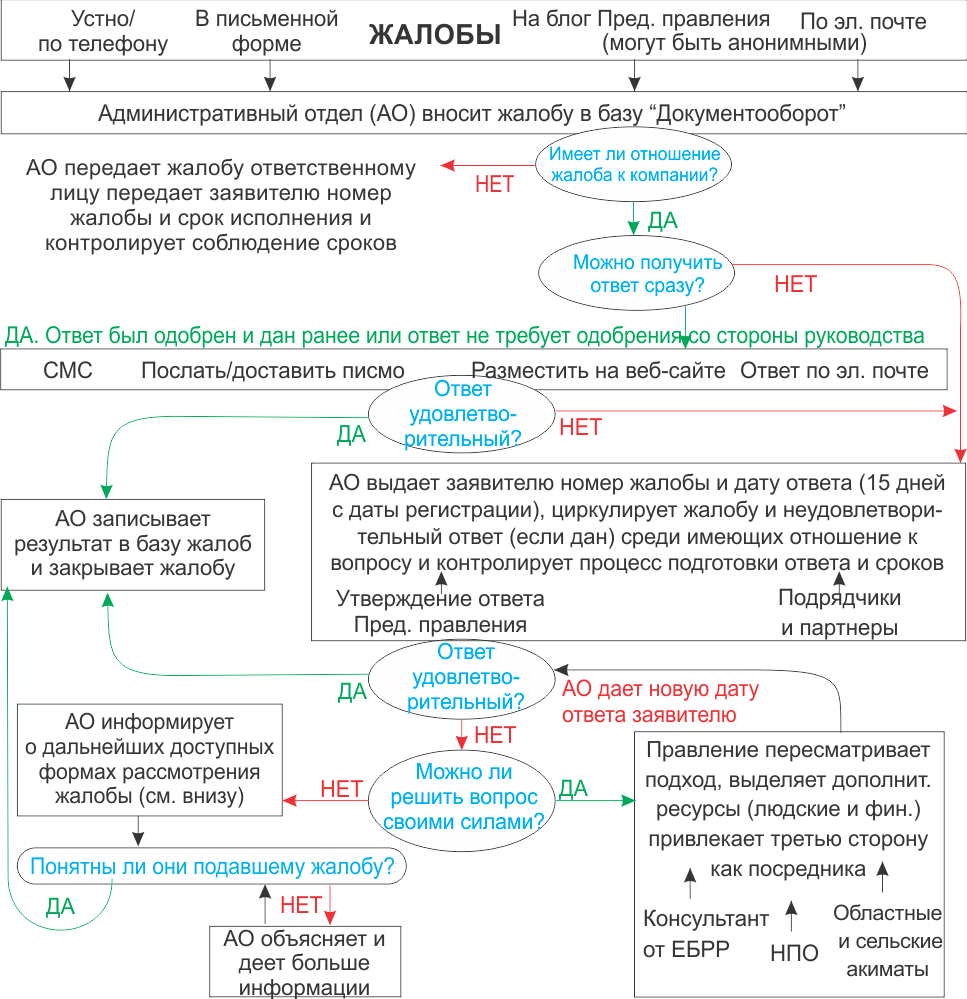 Устно/
по телефону
В письменной
форме
ЖАЛОБЫ
На блог Пред. правления
(могут быть анонимными)
По эл. почте
Административный отдел (АО) вносит жалобу в базу “Документооборот”
Имеет ли отношение
жалоба к компании?
НЕТ
АО передает жалобу ответственному
лицу передает заявителю номер
жалобы и срок исполнения и
контролирует соблюдение сроков
ДА
Можно получить
ответ сразу?
НЕТ
ДА. Ответ был одобрен и дан ранее или ответ не требует одобрения со стороны руководства
СМС
Послать/доставить писмо
Разместить на веб-сайте
Ответ по эл. почте
Ответ
удовлетво-
рительный?
ДА
НЕТ
АО записывает
результат в базу жалоб
и закрывает жалобу
АО выдает заявителю номер жалобы и дату ответа (15 дней
с даты регистрации), циркулирует жалобу и неудовлетвори-
тельный ответ (если дан) среди имеющих отношение к
вопросу и контролирует процесс подготовки ответа и сроков
Утверждение ответа
Пред. правления
Подрядчики
и партнеры
Ответ
удовлетво-
рительный?
ДА
АО дает новую дату
ответа заявителю
НЕТ
АО информирует
о дальнейших доступных
формах рассмотрения
жалобы (см. внизу)
НЕТ
Можно ли
решить вопрос
своими силами?
ДА
Правление пересматривает
подход, выделяет дополнит.
ресурсы (людские и фин.)
привлекает третью сторону
как посредника
Понятны ли они подавшему жалобу?
ДА
НЕТ
АО объясняет и
деет больше
информации
Консультант
от ЕБРР
НПО
Областные
и сельские
акиматы